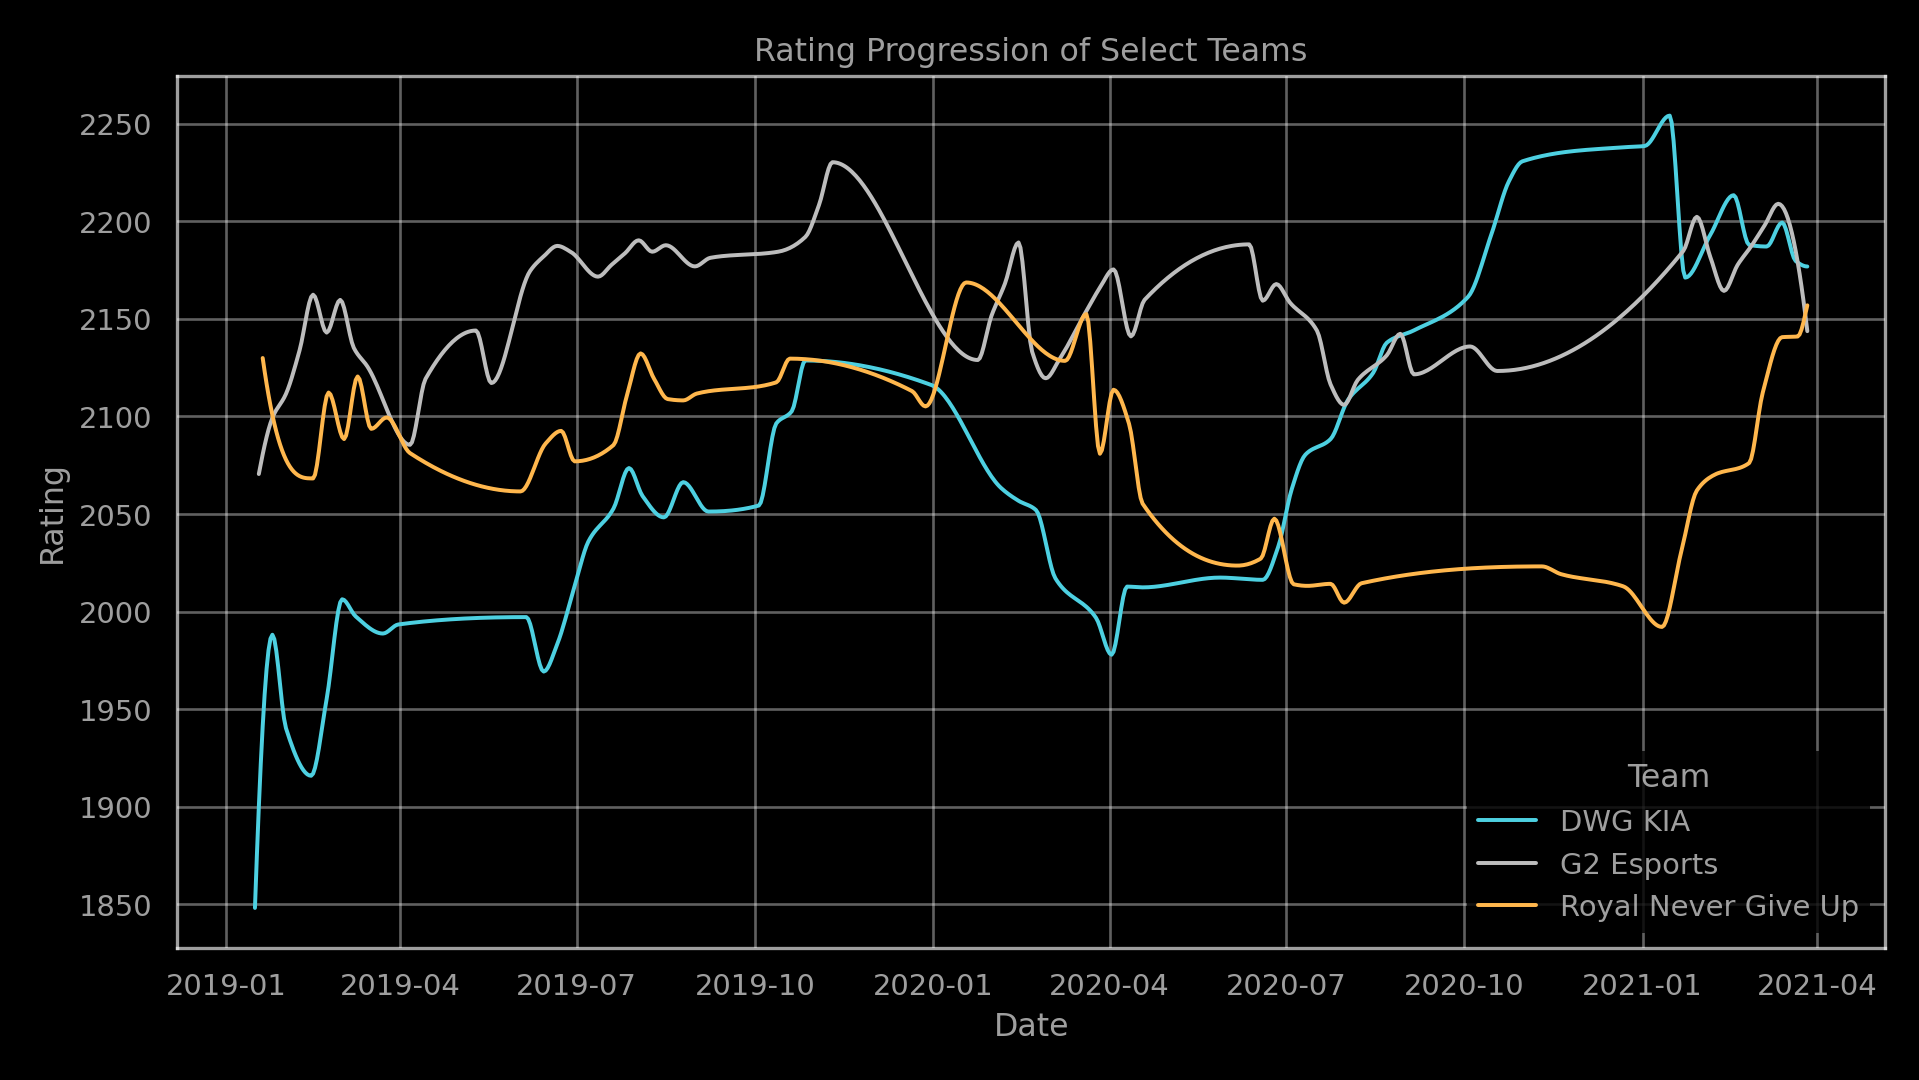 Rating Progression of Select Teams
2250
2200
2150
2100
2050
2000
1950
1900
1850
Rating
2019-01 2019-04 2019-07 2019-10 2020-01 2020-04 2020-07 2020-10 2021-01 2021-04
Date
Team
DWG KIA
G2 Esports
Royal Never Give Up